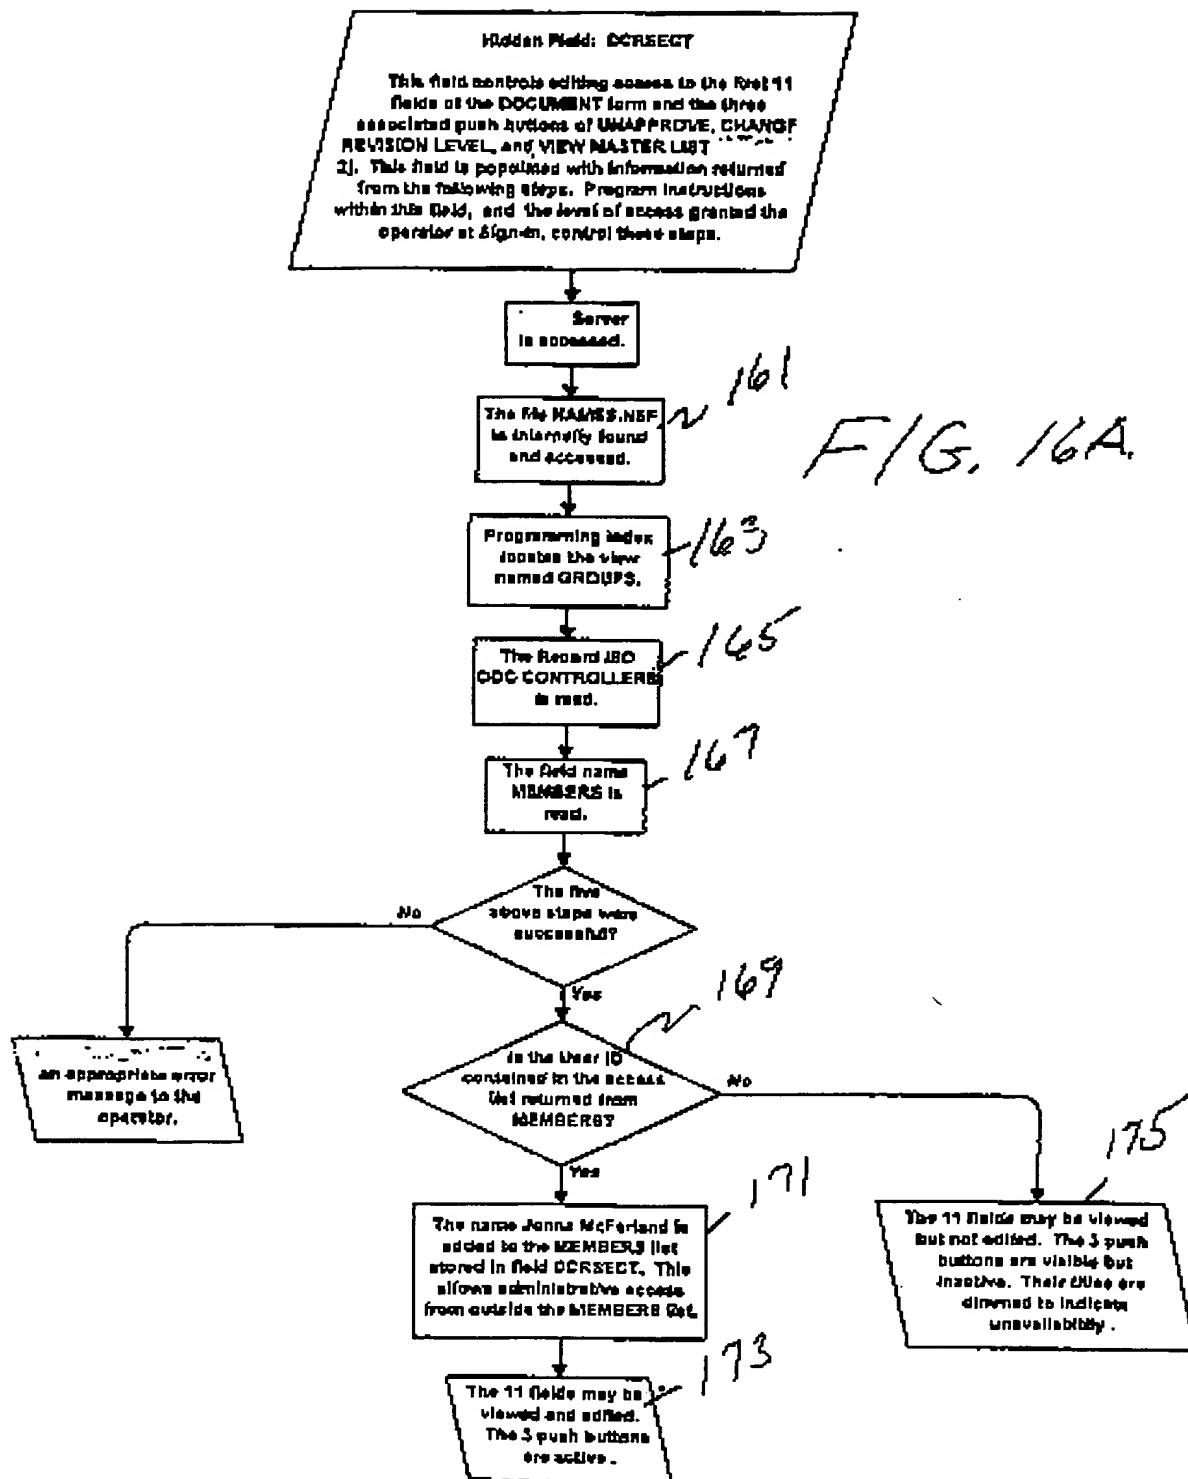 Hidden Field: DCRSECT
This field controls editing access to the first 11
fields of the DOCUMENT form and the three
associated push buttons of UNAPPROVE, CHANGE
REVISION LEVEL, and VIEW MASTER LIST
2). This field is populated with information returned
from the following steps. Program instructions
within this field, and the level of access granted the
operator at Sign-in, control these steps.
Server
is accessed.
The file NAMES.NSF
is internally found
and accessed.
161
FIG. 16A.
Programming index
locates the view
named GROUPS.
163
The Record ISO
DDC CONTROLLERS
is read.
165
The field name
MEMBERS is
read.
167
The five
above steps were
successful?
No
Yes
169
an appropriate error
message to the
operator.
Is the User ID
contained in the access
list returned from
MEMBERS?
No
Yes
171
175
The name Jonna McFerland is
added to the MEMBERS list
stored in field DCRSECT. This
allows administrative access
from outside the MEMBERS list.
The 11 fields may be viewed
but not edited. The 3 push
buttons are visible but
inactive. Their titles are
dimmed to indicate
unavailability.
173
The 11 fields may be
viewed and edited.
The 3 push buttons
are active.